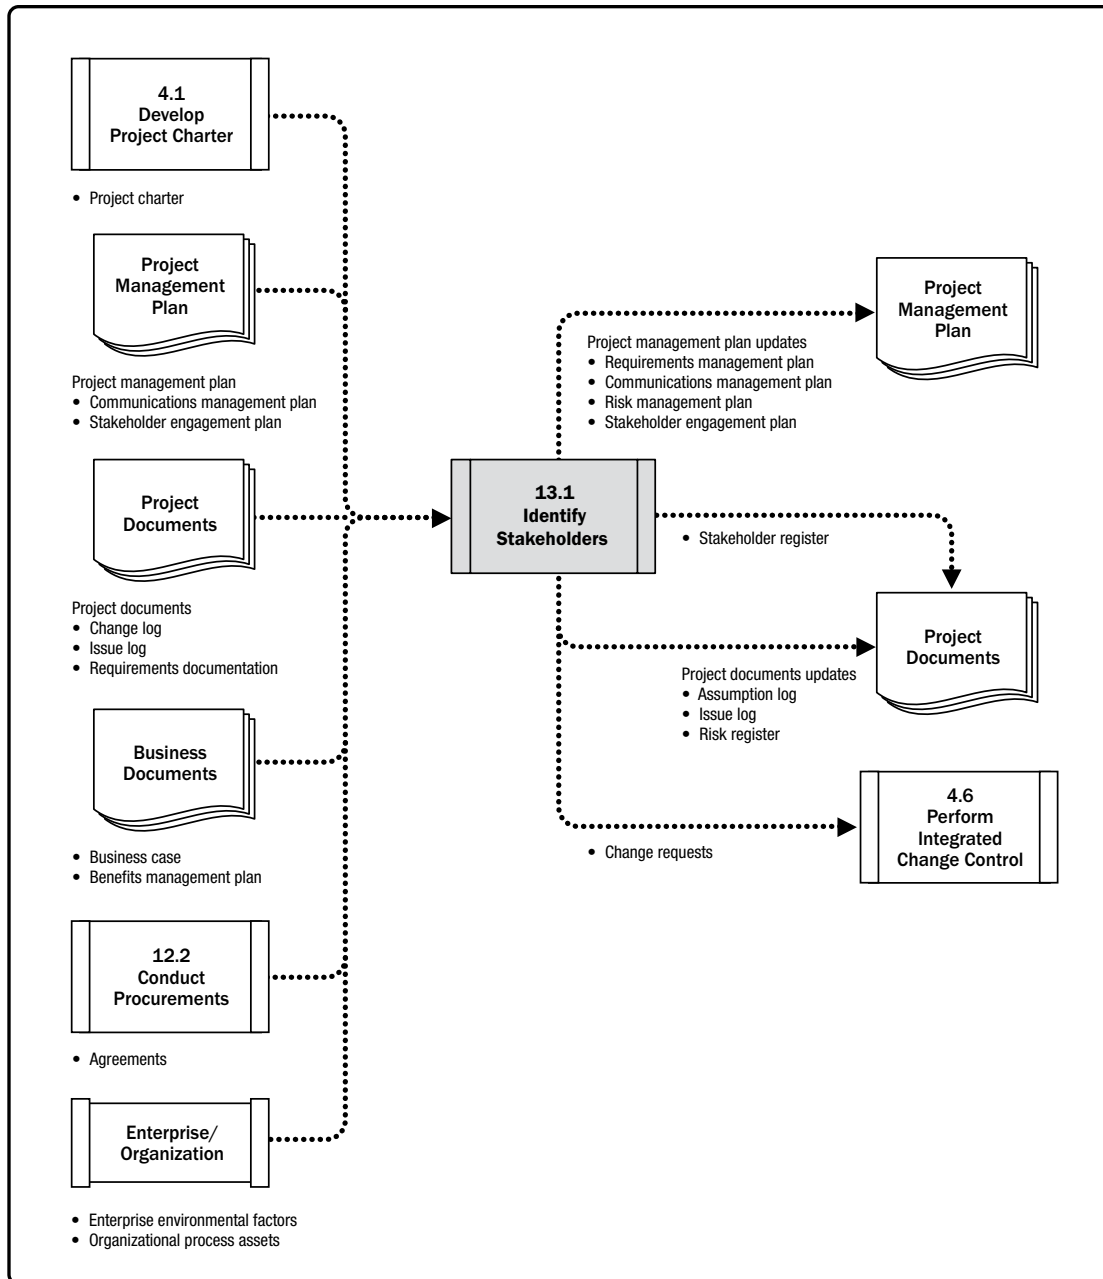 4.1
Develop
Project Charter
• Project charter
Project
Management
Plan
Project management plan
• Communications management plan
• Stakeholder engagement plan
Project
Documents
Project documents
• Change log
• Issue log
• Requirements documentation
Business
Documents
• Business case
• Benefits management plan
12.2
Conduct
Procurements
• Agreements
Enterprise/
Organization
• Enterprise environmental factors
• Organizational process assets
13.1
Identify
Stakeholders
Project management plan updates
• Requirements management plan
• Communications management plan
• Risk management plan
• Stakeholder engagement plan
Project
Management
Plan
• Stakeholder register
Project
Documents
Project documents updates
• Assumption log
• Issue log
• Risk register
• Change requests
4.6
Perform
Integrated
Change Control